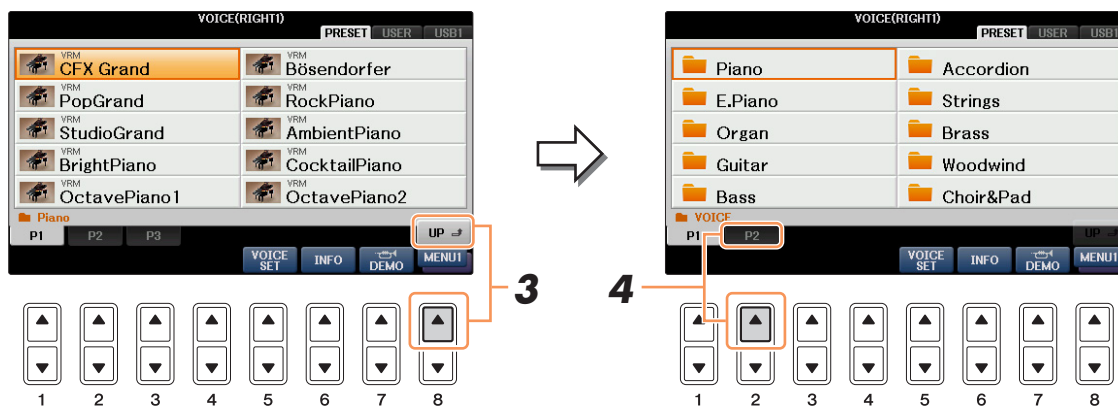 VOICE(RIGHT1)
PRESET USER USB1
VRM CFX Grand
VRM Bösendorfer
VRM PopGrand
VRM RockPiano
VRM StudioGrand
VRM AmbientPiano
VRM BrightPiano
VRM CocktailPiano
VRM OctavePiano1
VRM OctavePiano2
Piano
P1 P2 P3 UP
VOICE SET INFO DEMO MENU1
3
1 2 3 4 5 6 7 8
VOICE(RIGHT1)
PRESET USER USB1
Piano Accordion
E.Piano Strings
Organ Brass
Guitar Woodwind
Bass Choir&Pad
VOICE
P1 P2 UP
VOICE SET INFO DEMO MENU1
4
1 2 3 4 5 6 7 8